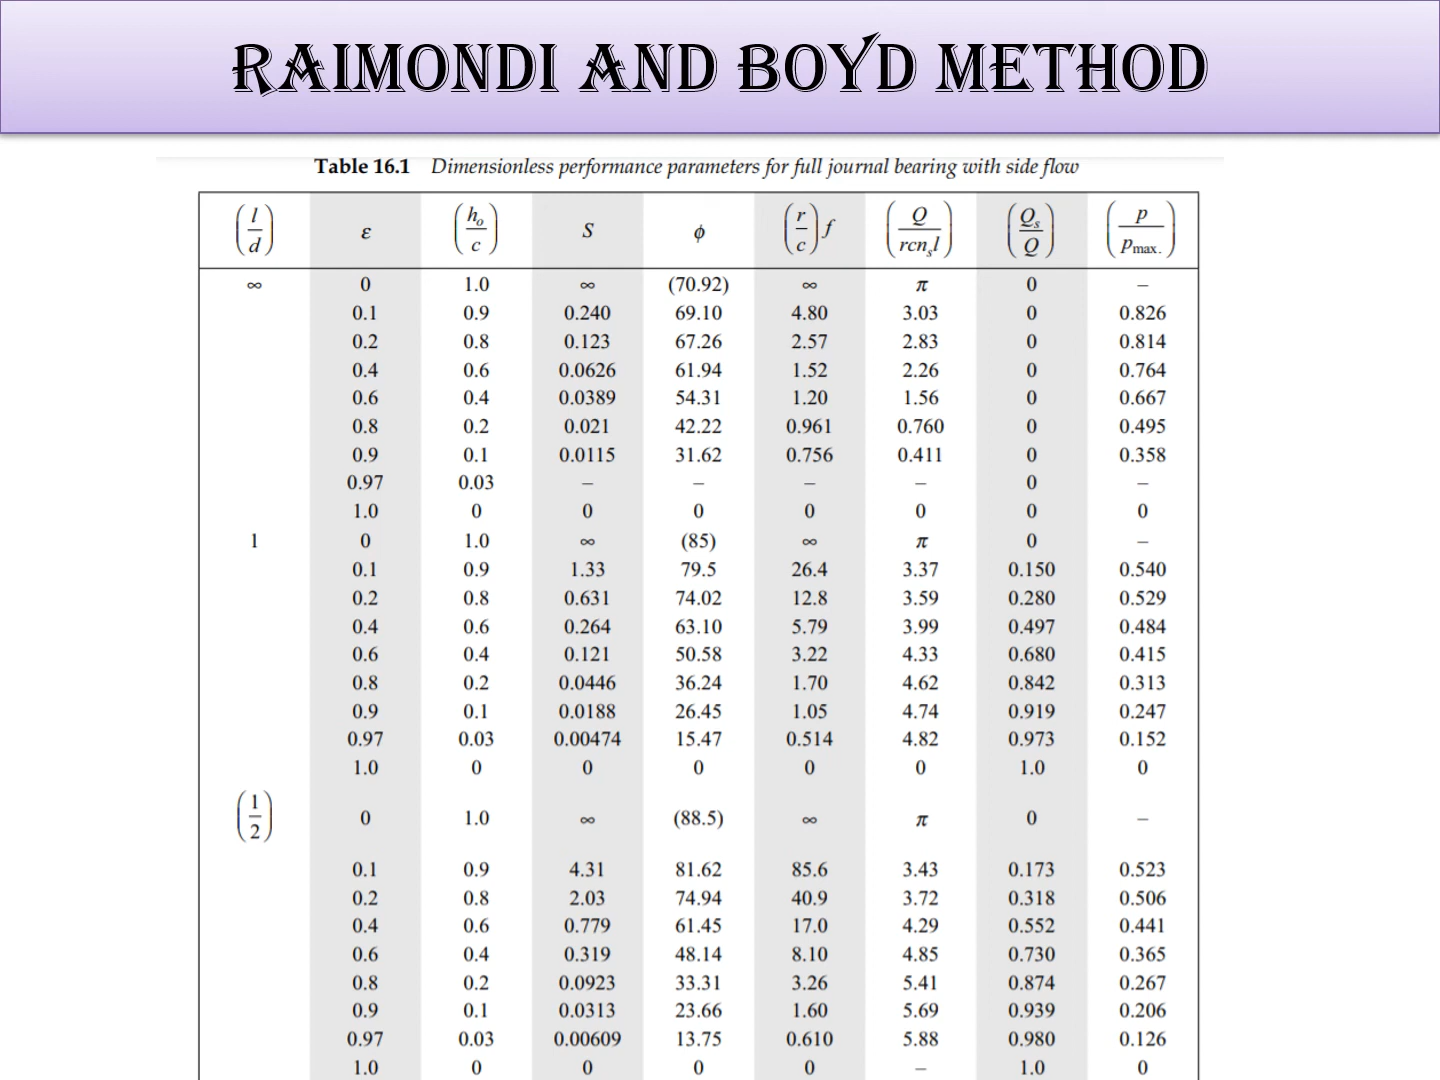 RAIMONDI AND BOYD METHOD
Table 16.1 Dimensionless performance parameters for full journal bearing with side flow
(l/d) ε (hₒ/c) S ϕ (r/c) f (Q/rcnₛl) (Qₛ/Q) (p/pmax.)
∞ 0 1.0 ∞ (70.92) ∞ π 0 –
0.1 0.9 0.240 69.10 4.80 3.03 0 0.826
0.2 0.8 0.123 67.26 2.57 2.83 0 0.814
0.4 0.6 0.0626 61.94 1.52 2.26 0 0.764
0.6 0.4 0.0389 54.31 1.20 1.56 0 0.667
0.8 0.2 0.021 42.22 0.961 0.760 0 0.495
0.9 0.1 0.0115 31.62 0.756 0.411 0 0.358
0.97 0.03 – – – – 0 –
1.0 0 0 0 0 0 0 0
1 0 1.0 ∞ (85) ∞ π 0 –
0.1 0.9 1.33 79.5 26.4 3.37 0.150 0.540
0.2 0.8 0.631 74.02 12.8 3.59 0.280 0.529
0.4 0.6 0.264 63.10 5.79 3.99 0.497 0.484
0.6 0.4 0.121 50.58 3.22 4.33 0.680 0.415
0.8 0.2 0.0446 36.24 1.70 4.62 0.842 0.313
0.9 0.1 0.0188 26.45 1.05 4.74 0.919 0.247
0.97 0.03 0.00474 15.47 0.514 4.82 0.973 0.152
1.0 0 0 0 0 0 1.0 0
(1/2) 0 1.0 ∞ (88.5) ∞ π 0 –
0.1 0.9 4.31 81.62 85.6 3.43 0.173 0.523
0.2 0.8 2.03 74.94 40.9 3.72 0.318 0.506
0.4 0.6 0.779 61.45 17.0 4.29 0.552 0.441
0.6 0.4 0.319 48.14 8.10 4.85 0.730 0.365
0.8 0.2 0.0923 33.31 3.26 5.41 0.874 0.267
0.9 0.1 0.0313 23.66 1.60 5.69 0.939 0.206
0.97 0.03 0.00609 13.75 0.610 5.88 0.980 0.126
1.0 0 0 0 0 – 1.0 0